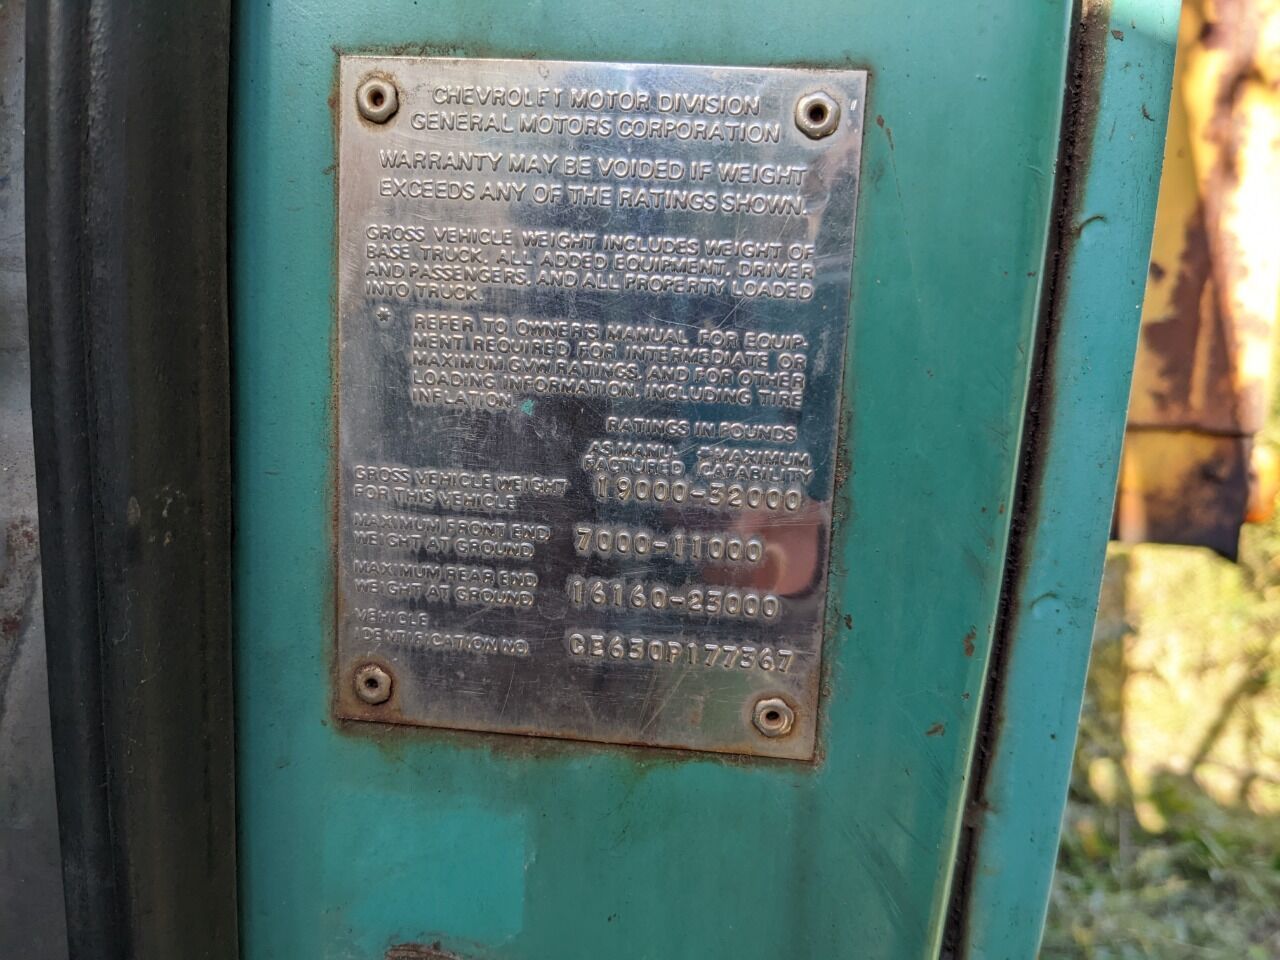 CHEVROLET MOTOR DIVISION
GENERAL MOTORS CORPORATION
WARRANTY MAY BE VOIDED IF WEIGHT
EXCEEDS ANY OF THE RATINGS SHOWN.
GROSS VEHICLE WEIGHT INCLUDES WEIGHT OF
BASE TRUCK, ALL ADDED EQUIPMENT, DRIVER
AND PASSENGERS, AND ALL PROPERTY LOADED
INTO TRUCK.
* REFER TO OWNER'S MANUAL FOR EQUIP-
MENT REQUIRED FOR INTERMEDIATE OR
MAXIMUM GVW RATINGS, AND FOR OTHER
LOADING INFORMATION, INCLUDING TIRE
INFLATION.
RATINGS IN POUNDS
AS MANU- *MAXIMUM
FACTURED CAPABILITY
GROSS VEHICLE WEIGHT
FOR THIS VEHICLE 19000-32000
MAXIMUM FRONT END
WEIGHT AT GROUND 7000-11000
MAXIMUM REAR END
WEIGHT AT GROUND 16160-23000
VEHICLE
IDENTIFICATION NO. CE630P177367